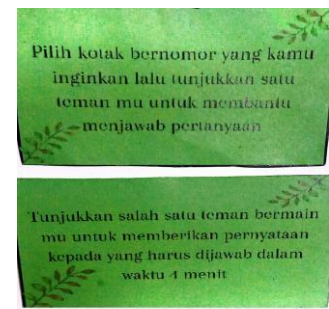 Pilih kotak bernomor yang kamu
inginkan lalu tunjukkan satu
teman mu untuk membantu
menjawab pertanyaan
Tunjukkan salah satu teman bermain
mu untuk memberikan pernyataan
kepada yang harus dijawab dalam
waktu 4 menit